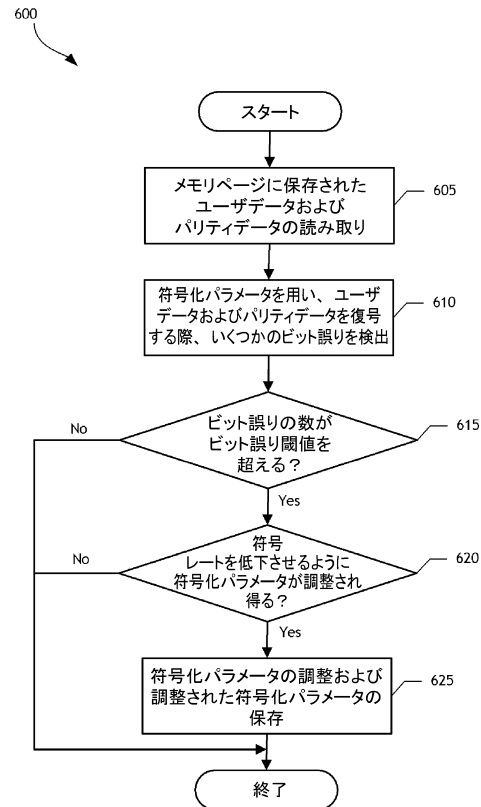 600
スタート
メモリページに保存された
ユーザデータおよび
パリティデータの読み取り
605
符号化パラメータを用い、ユーザ
データおよびパリティデータを復号
する際、いくつかのビット誤りを検出
610
ビット誤りの数が
ビット誤り閾値を
超える？
615
No
Yes
符号
レートを低下させるように
符号化パラメータが調整され
得る？
620
No
Yes
符号化パラメータの調整および
調整された符号化パラメータの
保存
625
終了